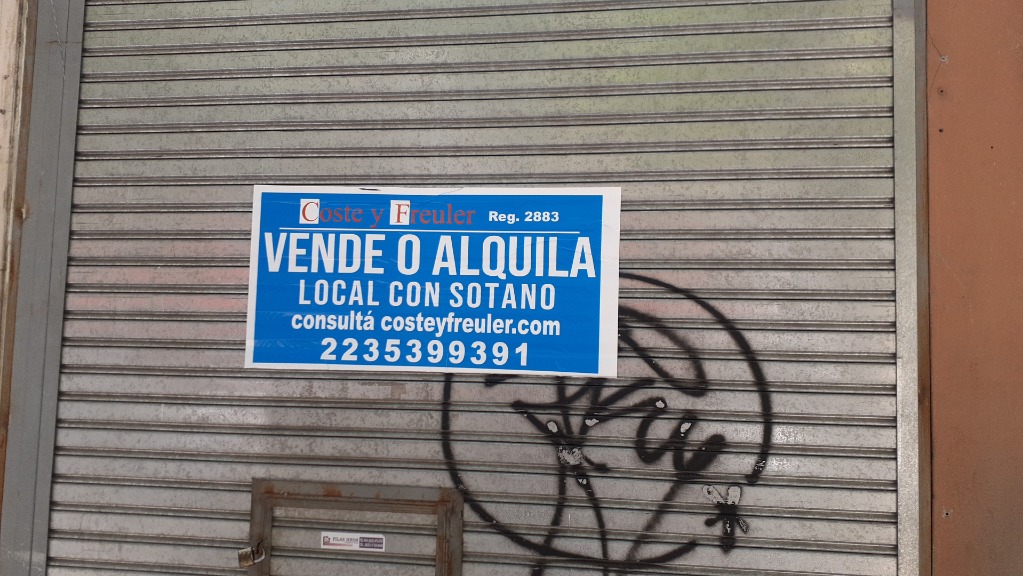 Coste y Freuler Reg. 2883
VENDE O ALQUILA
LOCAL CON SOTANO
consultá costeyfreuler.com
2235399391